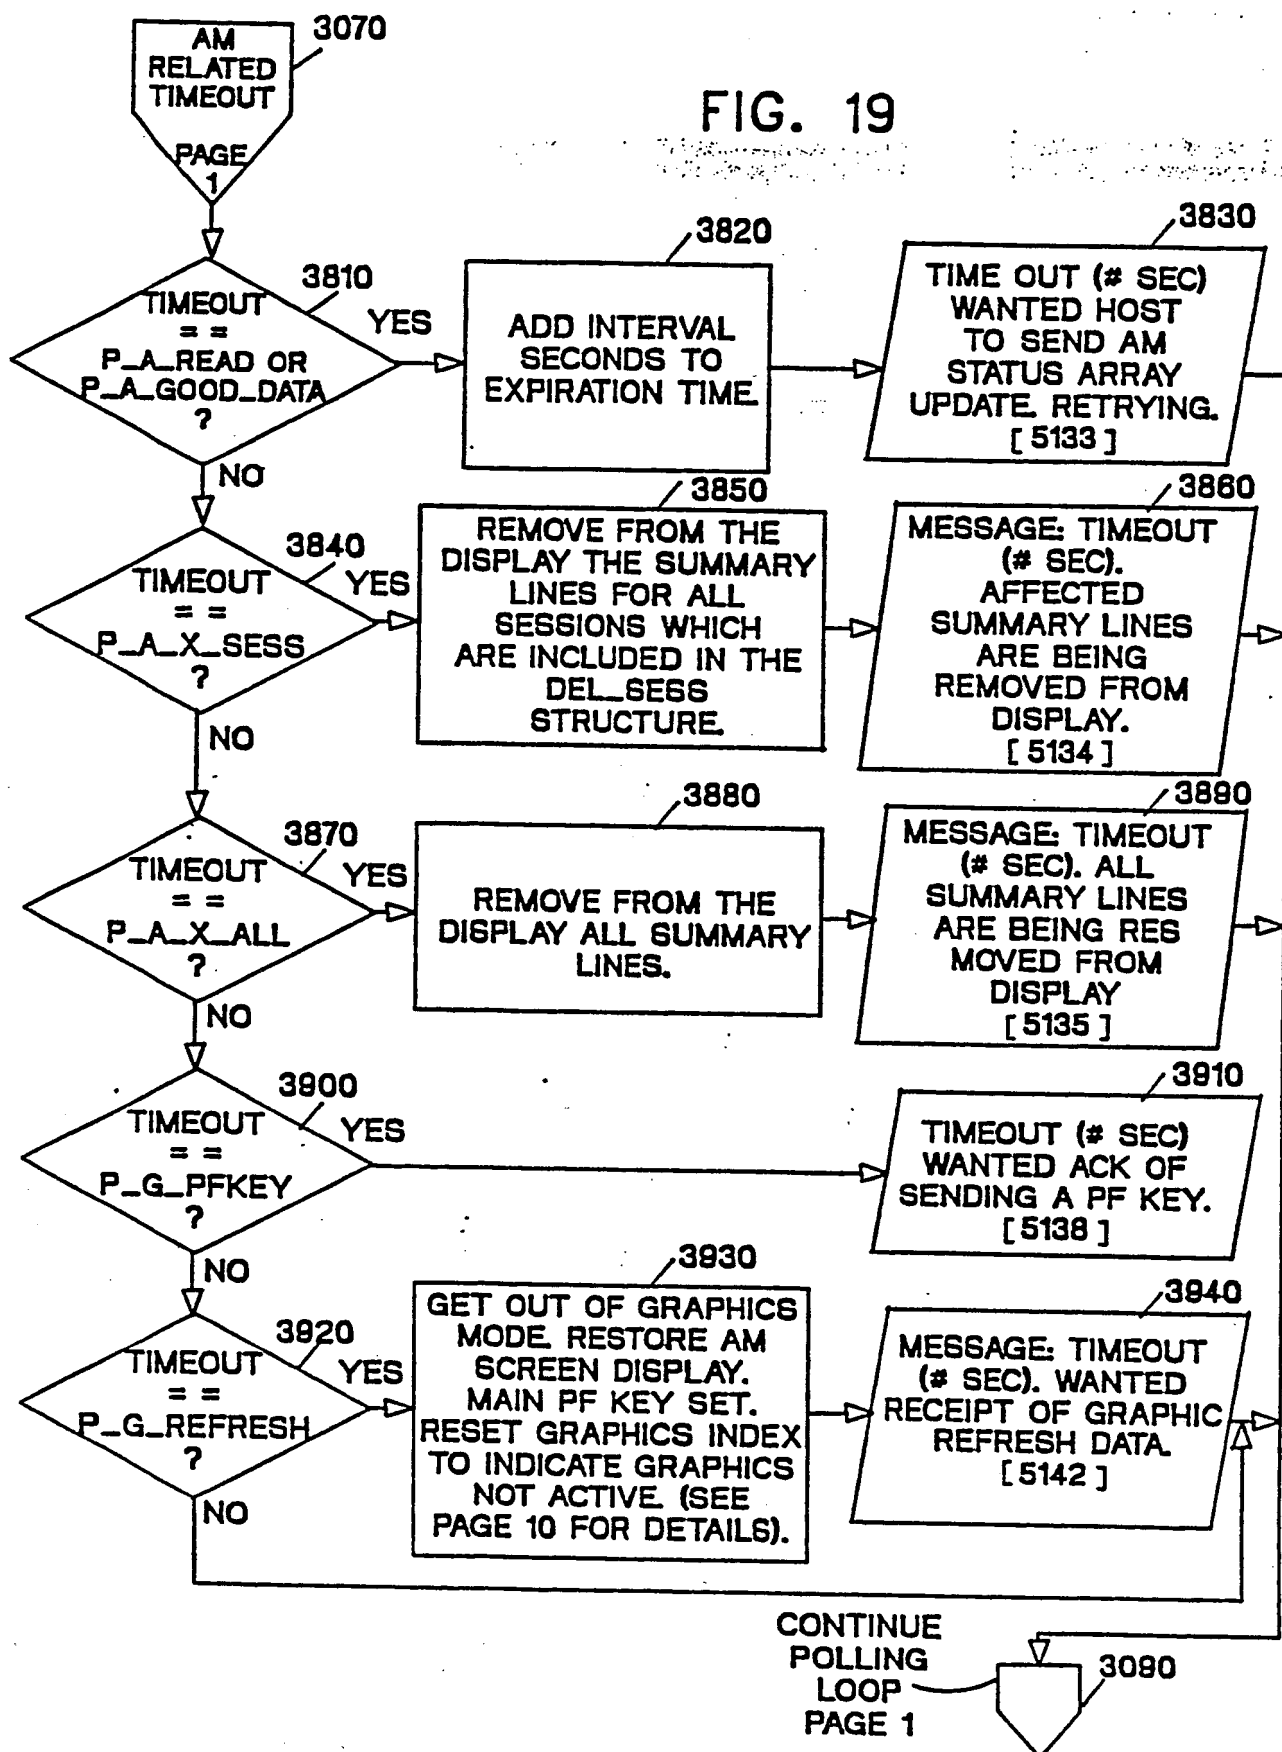 3070
AM
RELATED
TIMEOUT
PAGE
1
FIG. 19
3810
TIMEOUT
= =
P_A_READ OR
P_A_GOOD_DATA
?
YES
NO
3820
ADD INTERVAL
SECONDS TO
EXPIRATION TIME.
3830
TIME OUT (# SEC)
WANTED HOST
TO SEND AM
STATUS ARRAY
UPDATE. RETRYING.
[ 5133 ]
3840
TIMEOUT
= =
P_A_X_SESS
?
YES
NO
3850
REMOVE FROM THE
DISPLAY THE SUMMARY
LINES FOR ALL
SESSIONS WHICH
ARE INCLUDED IN THE
DEL_SESS
STRUCTURE.
3860
MESSAGE: TIMEOUT
(# SEC).
AFFECTED
SUMMARY LINES
ARE BEING
REMOVED FROM
DISPLAY.
[ 5134 ]
3870
TIMEOUT
= =
P_A_X_ALL
?
YES
NO
3880
REMOVE FROM THE
DISPLAY ALL SUMMARY
LINES.
3890
MESSAGE: TIMEOUT
(# SEC). ALL
SUMMARY LINES
ARE BEING RES
MOVED FROM
DISPLAY
[ 5135 ]
3900
TIMEOUT
= =
P_G_PFKEY
?
YES
NO
3910
TIMEOUT (# SEC)
WANTED ACK OF
SENDING A PF KEY.
[ 5138 ]
3920
TIMEOUT
= =
P_G_REFRESH
?
YES
NO
3930
GET OUT OF GRAPHICS
MODE. RESTORE AM
SCREEN DISPLAY.
MAIN PF KEY SET.
RESET GRAPHICS INDEX
TO INDICATE GRAPHICS
NOT ACTIVE. (SEE
PAGE 10 FOR DETAILS).
3940
MESSAGE: TIMEOUT
(# SEC). WANTED
RECEIPT OF GRAPHIC
REFRESH DATA.
[ 5142 ]
CONTINUE
POLLING
LOOP
PAGE 1
3090